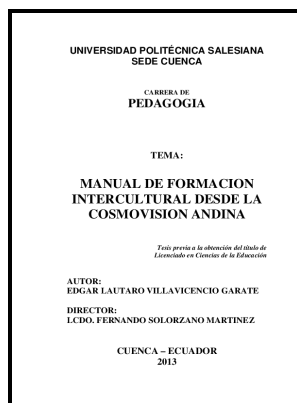 UNIVERSIDAD POLITÉCNICA SALESIANA
SEDE CUENCA
CARRERA DE
PEDAGOGIA
TEMA:
MANUAL DE FORMACION
INTERCULTURAL DESDE LA
COSMOVISION ANDINA
Tesis previa a la obtención del título de
Licenciado en Ciencias de la Educación
AUTOR:
EDGAR LAUTARO VILLAVICENCIO GARATE
DIRECTOR:
LCDO. FERNANDO SOLORZANO MARTINEZ
CUENCA – ECUADOR
2013